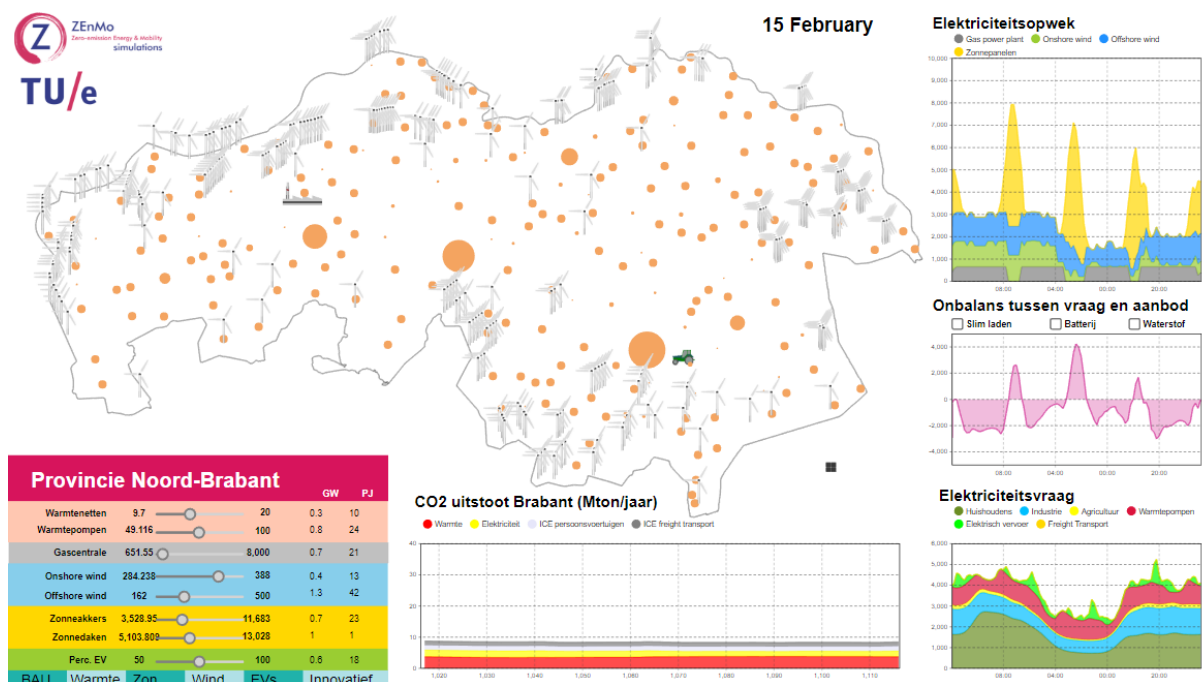 ZEnMo
Zero-emission Energy & Mobility
simulations
TU/e
15 February
Elektriciteitsopwek
Gas power plant Onshore wind Offshore wind
Zonnepanelen
10,000
8,000
6,000
4,000
3,000
2,000
1,000
0
08:00 04:00 00:00 20:00
Onbalans tussen vraag en aanbod
Slim laden Batterij Waterstof
4,000
2,000
0
-2,000
-4,000
08:00 04:00 00:00 20:00
Elektriciteitsvraag
Huishoudens Industrie Agricultuur Warmtepompen
Elektrisch vervoer Freight Transport
6,000
5,000
4,000
3,000
2,000
1,000
0
08:00 04:00 00:00 20:00
Provincie Noord-Brabant GW PJ
Warmtenetten 9.7 20 0.3 10
Warmtepompen 49.116 100 0.8 24
Gascentrale 651.55 8,000 0.7 21
Onshore wind 284.238 388 0.4 13
Offshore wind 162 500 1.3 42
Zonneakkers 3,528.95 11,683 0.7 23
Zonnedaken 5,103.809 13,028 1 1
Perc. EV 50 100 0.6 18
BAU Warmte Zon Wind EVs Innovatief
CO2 uitstoot Brabant (Mton/jaar)
Warmte Elektriciteit ICE persoonsvoertuigen ICE freight transport
40
30
20
10
0
1,020 1,030 1,040 1,050 1,060 1,070 1,080 1,090 1,100 1,110